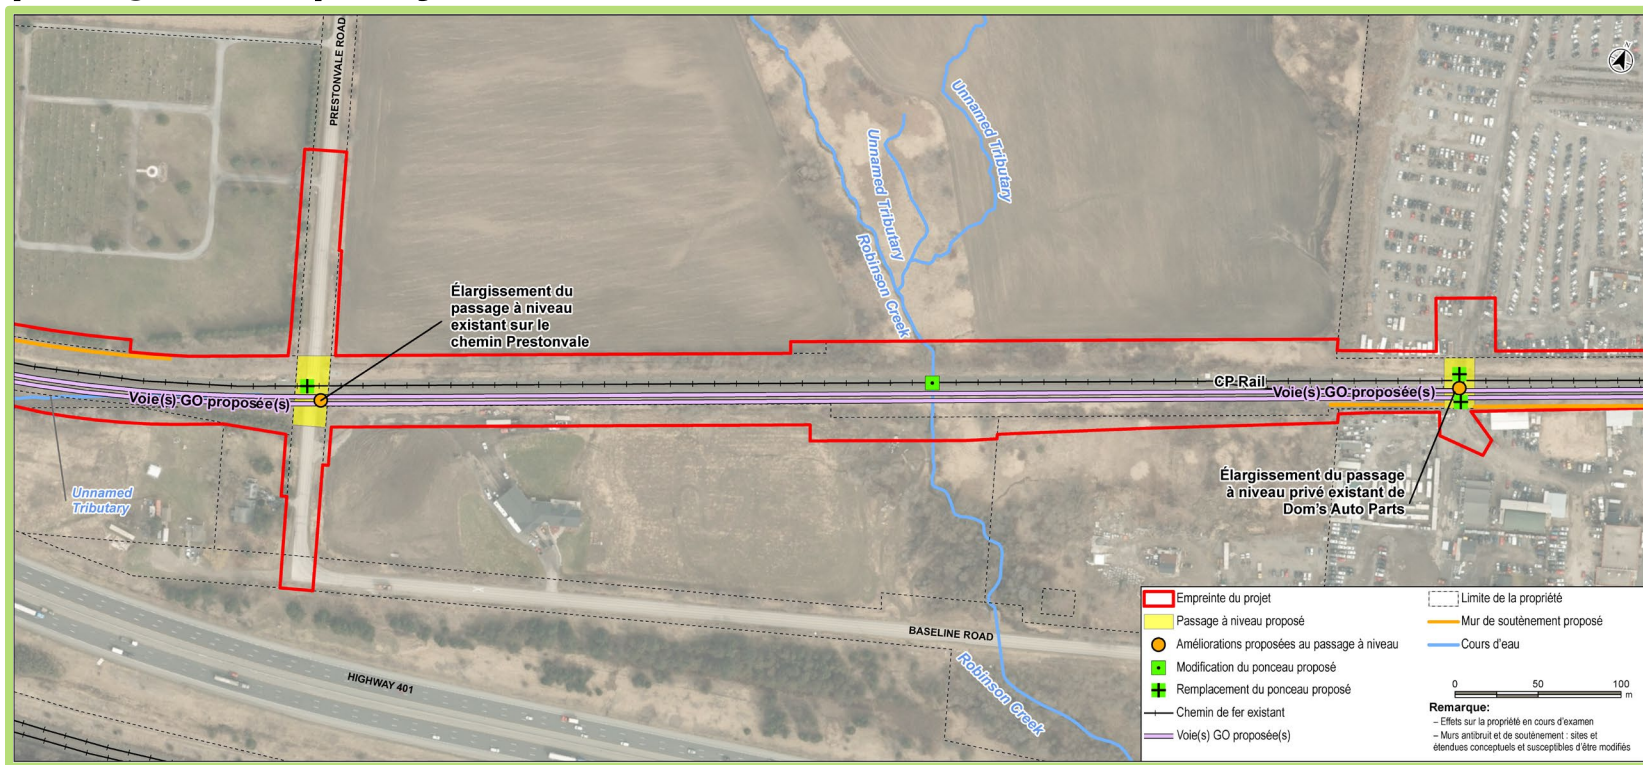 PRESTONVALE ROAD
N
Unnamed Tributary
Unnamed Tributary
Robinson Creek
Élargissement du
passage à niveau
existant sur le
chemin Prestonvale
CP Rail
Voie(s) GO proposée(s)
Voie(s) GO proposée(s)
Élargissement du passage
à niveau privé existant de
Dom's Auto Parts
Unnamed
Tributary
BASELINE ROAD
HIGHWAY 401
Robinson Creek
Empreinte du projet
Passage à niveau proposé
Améliorations proposées au passage à niveau
Modification du ponceau proposé
Remplacement du ponceau proposé
Chemin de fer existant
Voie(s) GO proposée(s)
Limite de la propriété
Mur de soutènement proposé
Cours d'eau
0 50 100
m
Remarque:
– Effets sur la propriété en cours d'examen
– Murs antibruit et de soutènement : sites et
étendues conceptuels et susceptibles d'être modifiés